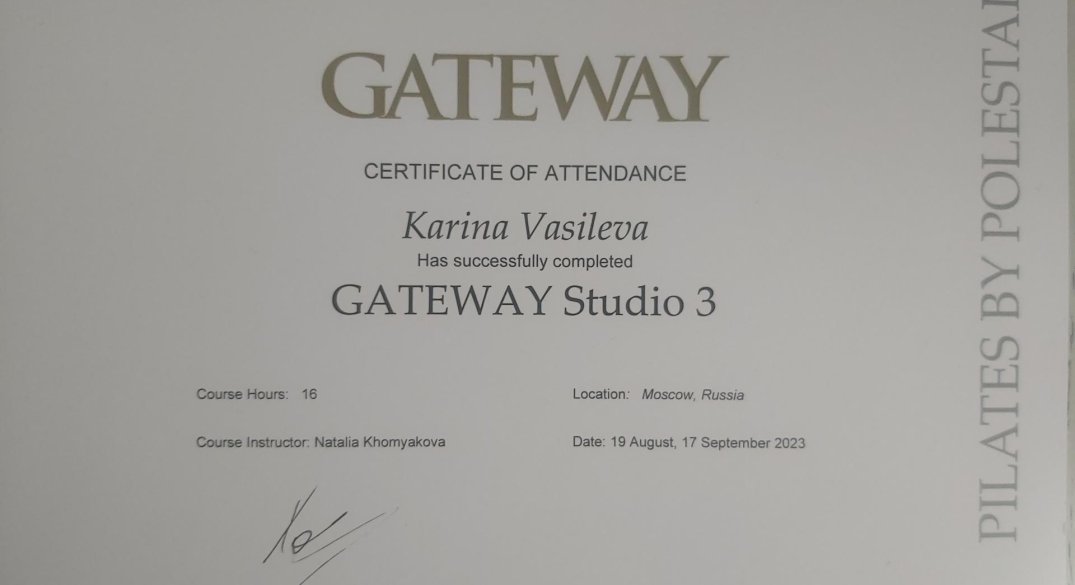 GATEWAY
CERTIFICATE OF ATTENDANCE
Karina Vasileva
Has successfully completed
GATEWAY Studio 3
Course Hours: 16
Location: Moscow, Russia
Course Instructor: Natalia Khomyakova
Date: 19 August, 17 September 2023
PILATES BY